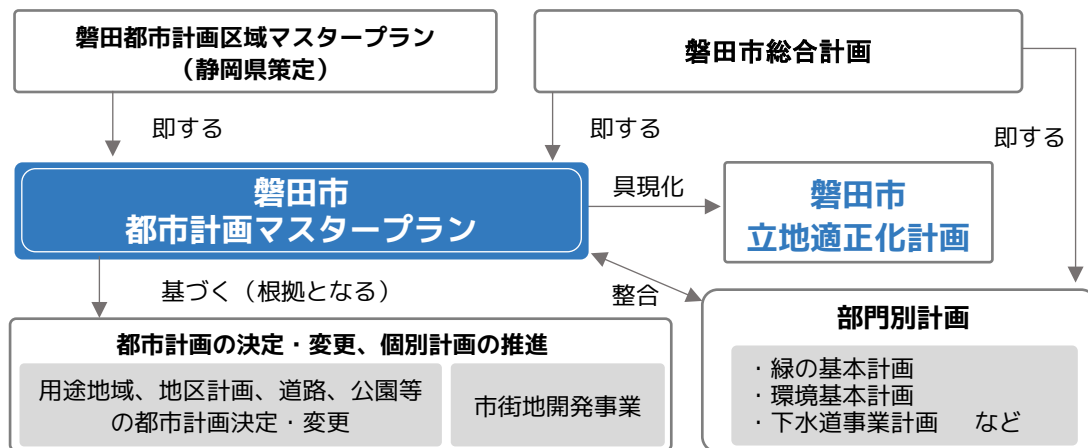 磐田都市計画区域マスタープラン
（静岡県策定）
磐田市総合計画
即する
即する
即する
磐田市
都市計画マスタープラン
具現化
磐田市
立地適正化計画
基づく（根拠となる）
整合
都市計画の決定・変更、個別計画の推進
用途地域、地区計画、道路、公園等
の都市計画決定・変更
市街地開発事業
部門別計画
・緑の基本計画
・環境基本計画
・下水道事業計画　など